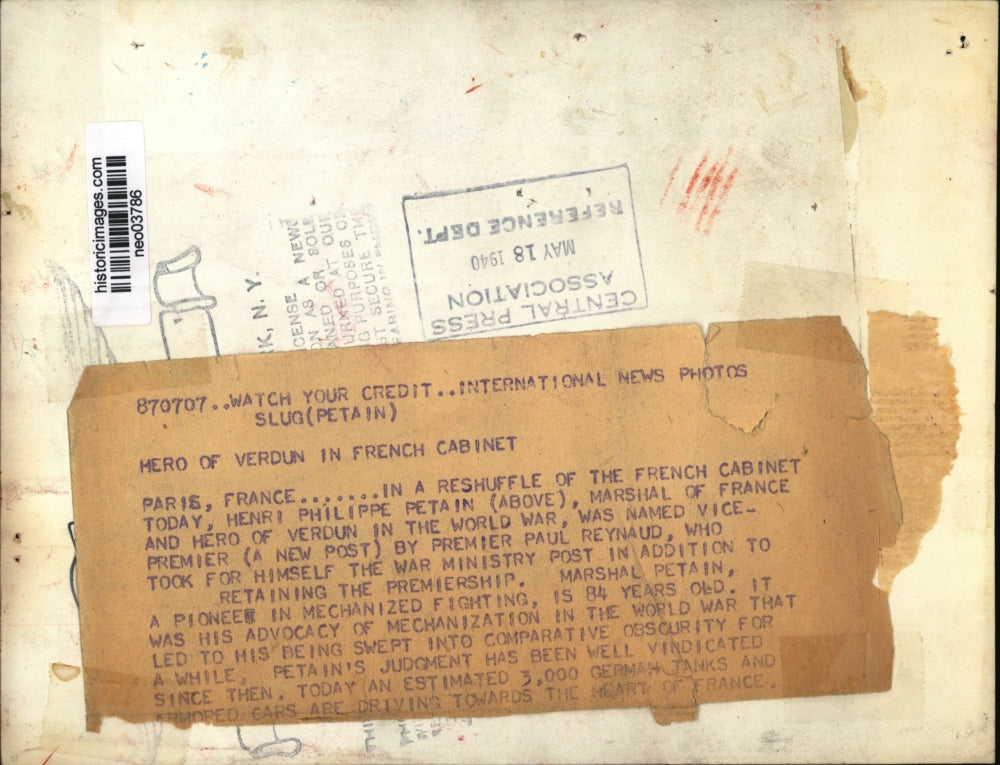 historicimages.com
neo03786
K, N. Y.
CENTRAL PRESS
ASSOCIATION
MAY 18 1940
REFERENCE DEPT.
870707..WATCH YOUR CREDIT..INTERNATIONAL NEWS PHOTOS
SLUG(PETAIN)
HERO OF VERDUN IN FRENCH CABINET
PARIS, FRANCE.......IN A RESHUFFLE OF THE FRENCH CABINET
TODAY, HENRI PHILIPPE PETAIN (ABOVE), MARSHAL OF FRANCE
AND HERO OF VERDUN IN THE WORLD WAR, WAS NAMED VICE-
PREMIER (A NEW POST) BY PREMIER PAUL REYNAUD, WHO
TOOK FOR HIMSELF THE WAR MINISTRY POST IN ADDITION TO
RETAINING THE PREMIERSHIP. MARSHAL PETAIN,
A PIONEER IN MECHANIZED FIGHTING, IS 84 YEARS OLD. IT
WAS HIS ADVOCACY OF MECHANIZATION IN THE WORLD WAR THAT
LED TO HIS BEING SWEPT INTO COMPARATIVE OBSCURITY FOR
A WHILE. PETAIN'S JUDGMENT HAS BEEN WELL VINDICATED
SINCE THEN. TODAY AN ESTIMATED 3,000 GERMAN TANKS AND
ARMORED CARS ARE DRIVING TOWARDS THE HEART OF FRANCE.